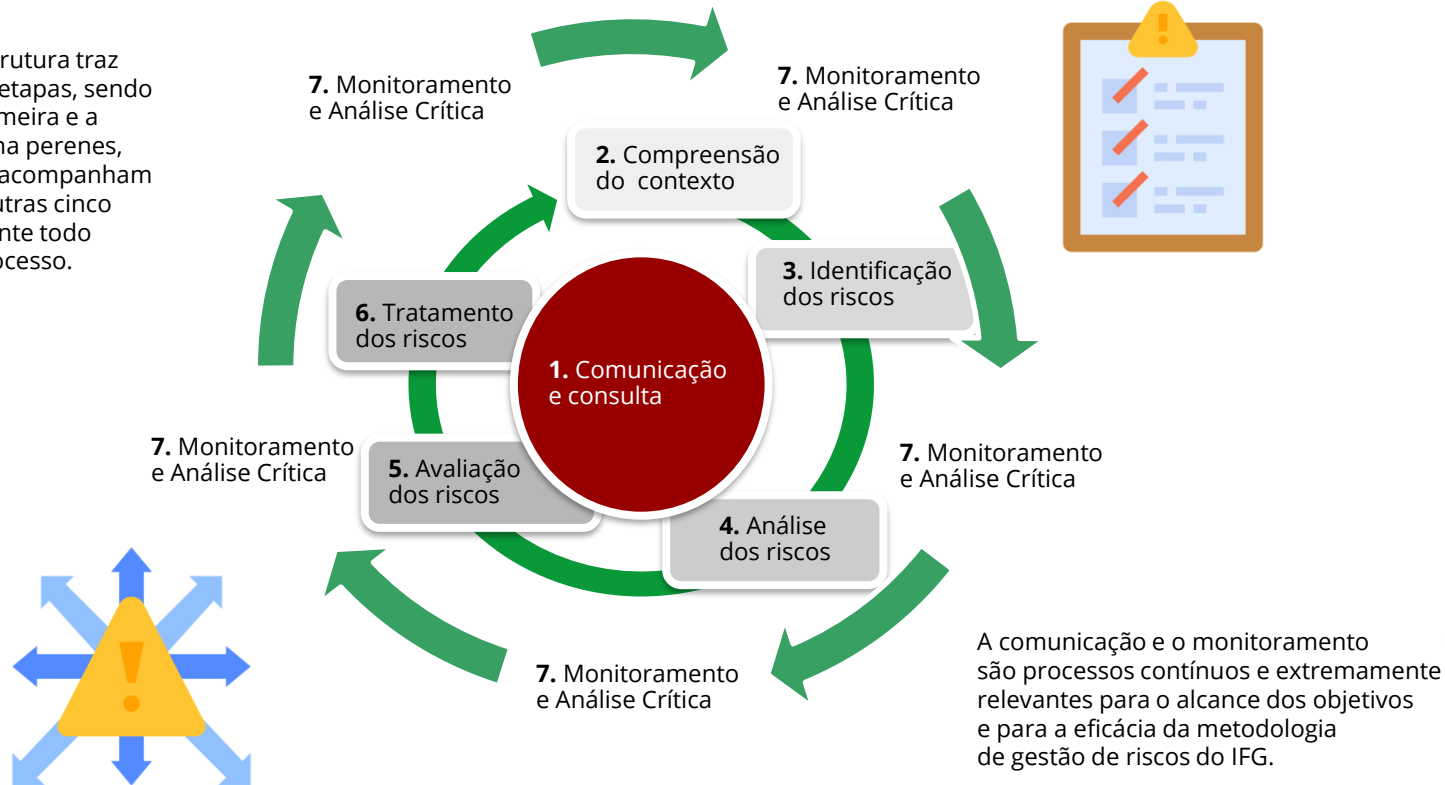 rutura traz
etapas, sendo
meira e a
na perenes,
acompanham
utras cinco
nte todo
ocesso.
7. Monitoramento
e Análise Crítica
7. Monitoramento
e Análise Crítica
2. Compreensão
do contexto
3. Identificação
dos riscos
6. Tratamento
dos riscos
1. Comunicação
e consulta
7. Monitoramento
e Análise Crítica
5. Avaliação
dos riscos
7. Monitoramento
e Análise Crítica
4. Análise
dos riscos
7. Monitoramento
e Análise Crítica
A comunicação e o monitoramento
são processos contínuos e extremamente
relevantes para o alcance dos objetivos
e para a eficácia da metodologia
de gestão de riscos do IFG.